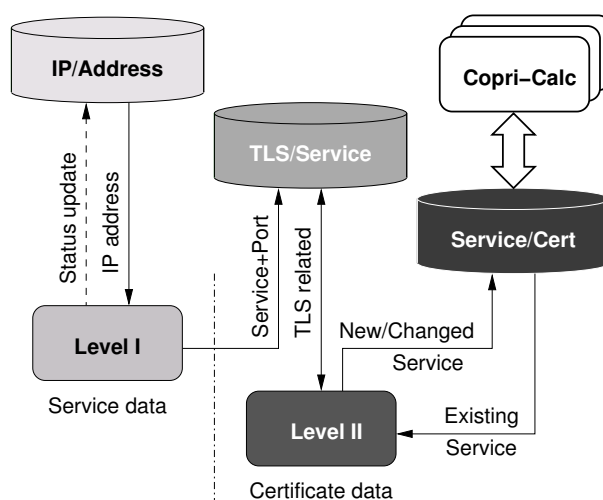 IP/Address
Copri−Calc
TLS/Service
Status update
IP address
Service+Port
TLS related
Service/Cert
Level I
New/Changed
Service
Service data
Level II
Existing
Service
Certificate data